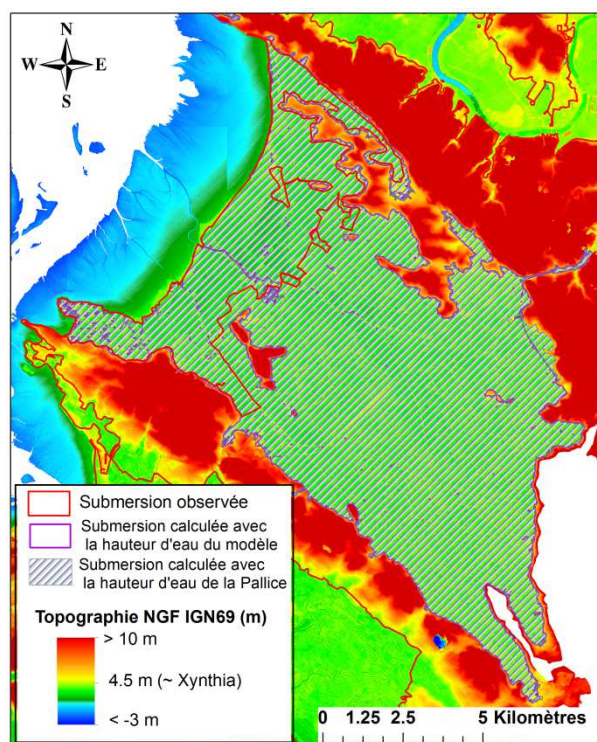 N
W E
S
Submersion observée
Submersion calculée avec
la hauteur d'eau du modèle
Submersion calculée avec
la hauteur d'eau de la Pallice
Topographie NGF IGN69 (m)
> 10 m
4.5 m (~ Xynthia)
< -3 m
0 1.25 2.5 5 Kilomètres